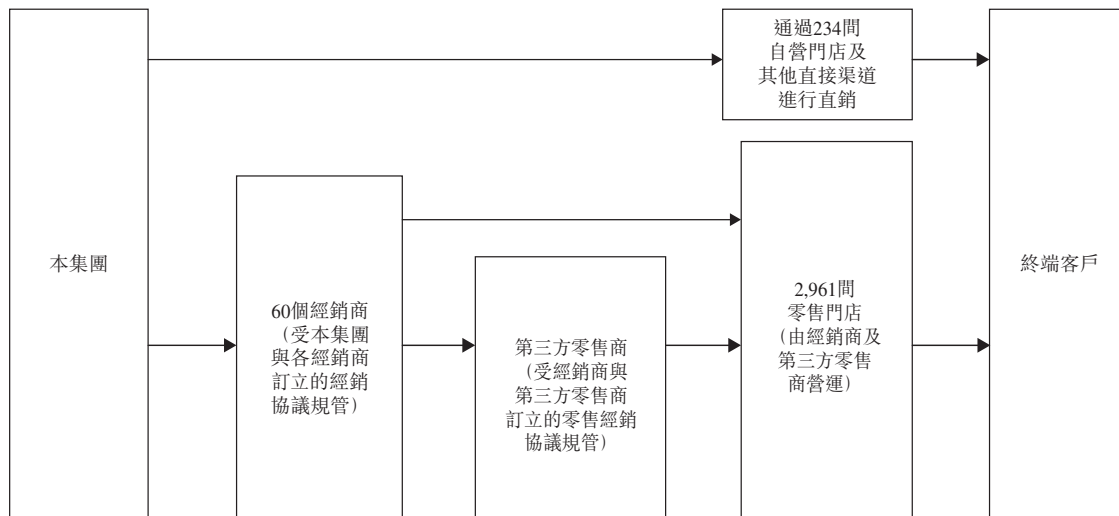 通過234間
自營門店及
其他直接渠道
進行直銷
本集團
60個經銷商
（受本集團
與各經銷商
訂立的經銷
協議規管）
第三方零售商
（受經銷商與
第三方零售商
訂立的零售經銷
協議規管）
2,961間
零售門店
（由經銷商及
第三方零售
商營運）
終端客戶